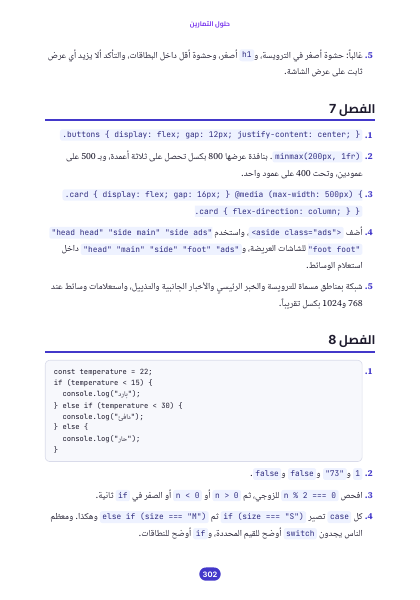 حلول التمارين
5. غالبًا: حشوة أصغر في الترويسة، و h1 أصغر، وحشوة أقل داخل البطاقات، والتأكد ألا يزيد أي عرض
ثابت على عرض الشاشة.
الفصل 7
1. .buttons { display: flex; gap: 12px; justify-content: center; }
2. minmax(200px, 1fr) . بنافذة عرضها 800 بكسل تحصل على ثلاثة أعمدة، وبـ 500 على
عمودين، وتحت 400 على عمود واحد.
3. .card { display: flex; gap: 16px; } @media (max-width: 500px) {
.card { flex-direction: column; } }
4. أضف <aside class="ads"> ، واستخدم "head head" "side main" "side ads"
"foot foot" للشاشات العريضة، و "head" "main" "side" "foot" "ads" داخل
استعلام الوسائط.
5. شبكة بمناطق مسماة للترويسة والخبر الرئيسي والأخبار الجانبية والتذييل، واستعلامات وسائط عند
768 و1024 بكسل تقريبًا.
الفصل 8
1. const temperature = 22;
if (temperature < 15) {
console.log("بارد");
} else if (temperature < 30) {
console.log("دافئ");
} else {
console.log("حار");
}
2. 1 و "73" و false و false .
3. افحص n % 2 === 0 للزوجي، ثم n > 0 أو n < 0 أو الصفر في if ثانية.
4. كل case تصير if (size === "S") ثم else if (size === "M") وهكذا. ومعظم
الناس يجدون switch أوضح للقيم المحددة، و if أوضح للنطاقات.
302